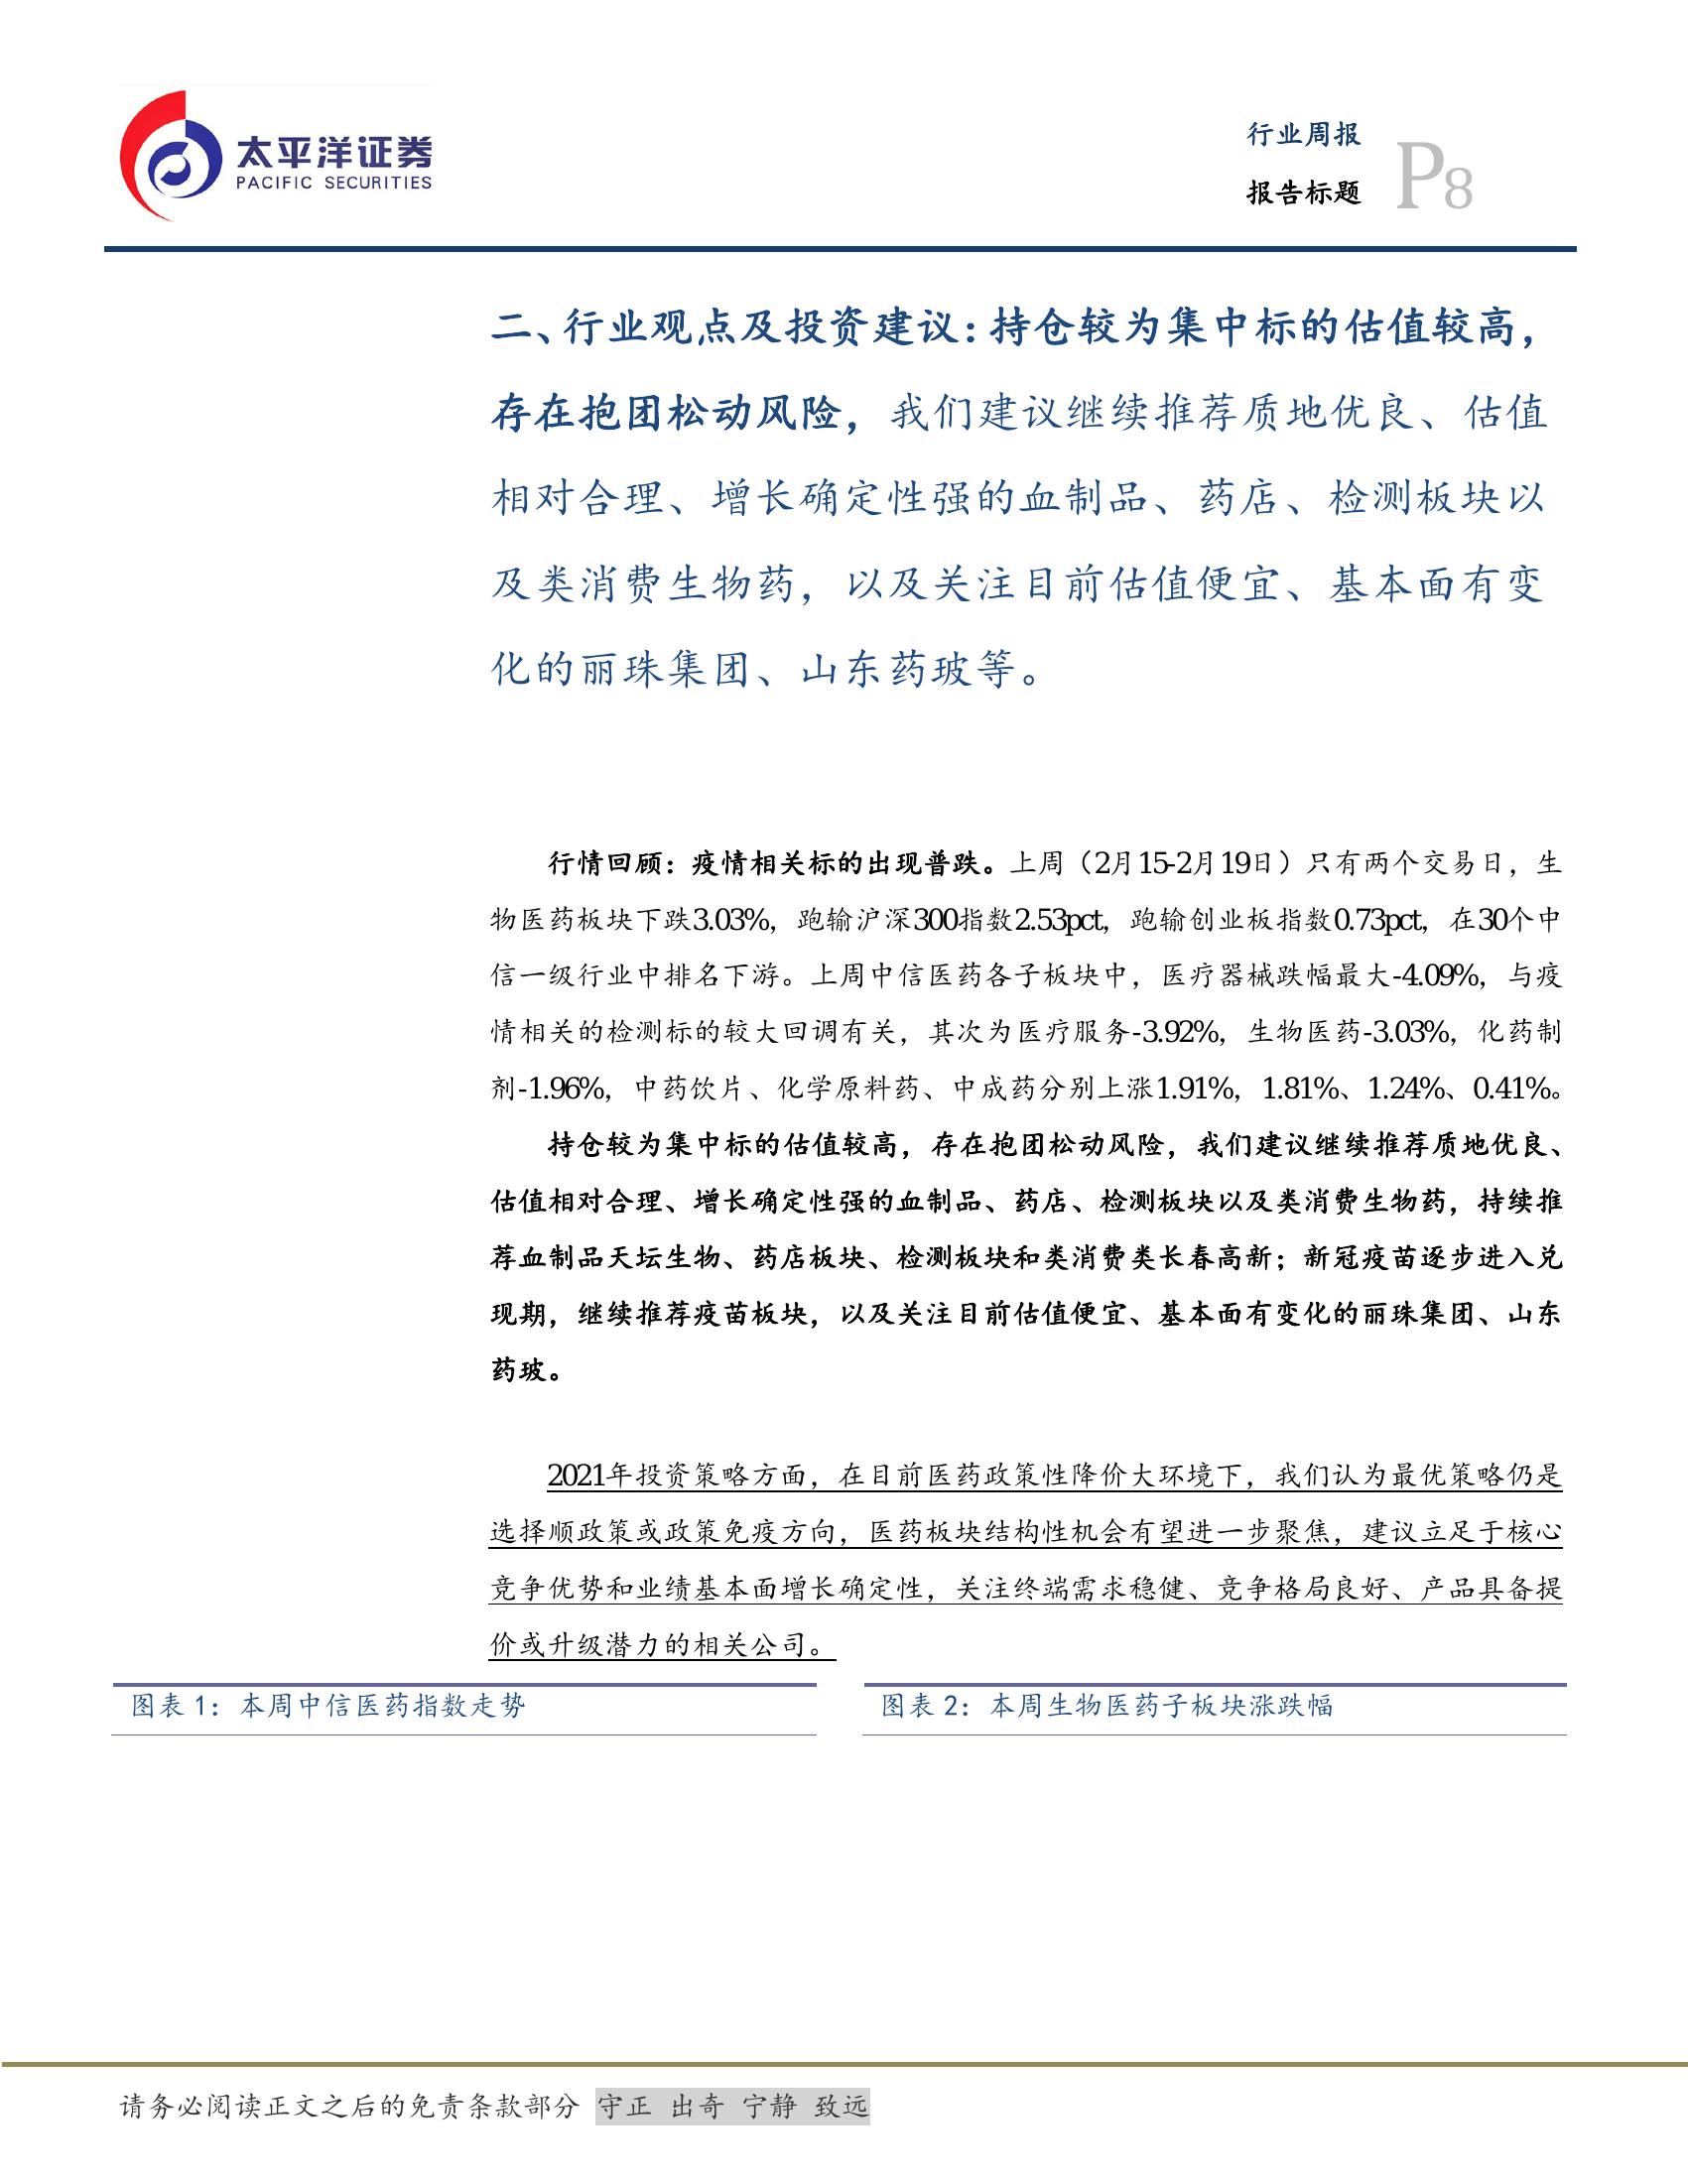 太平洋证券
PACIFIC SECURITIES
行业周报
报告标题
P8
二、行业观点及投资建议：持仓较为集中标的估值较高，
存在抱团松动风险，我们建议继续推荐质地优良、估值
相对合理、增长确定性强的血制品、药店、检测板块以
及类消费生物药，以及关注目前估值便宜、基本面有变
化的丽珠集团、山东药玻等。
行情回顾：疫情相关标的出现普跌。上周（2月15-2月19日）只有两个交易日，生
物医药板块下跌3.03%，跑输沪深300指数2.53pct，跑输创业板指数0.73pct，在30个中
信一级行业中排名下游。上周中信医药各子板块中，医疗器械跌幅最大-4.09%，与疫
情相关的检测标的较大回调有关，其次为医疗服务-3.92%，生物医药-3.03%，化药制
剂-1.96%，中药饮片、化学原料药、中成药分别上涨1.91%，1.81%、1.24%、0.41%。
持仓较为集中标的估值较高，存在抱团松动风险，我们建议继续推荐质地优良、
估值相对合理、增长确定性强的血制品、药店、检测板块以及类消费生物药，持续推
荐血制品天坛生物、药店板块、检测板块和类消费类长春高新；新冠疫苗逐步进入兑
现期，继续推荐疫苗板块，以及关注目前估值便宜、基本面有变化的丽珠集团、山东
药玻。
2021年投资策略方面，在目前医药政策性降价大环境下，我们认为最优策略仍是
选择顺政策或政策免疫方向，医药板块结构性机会有望进一步聚焦，建议立足于核心
竞争优势和业绩基本面增长确定性，关注终端需求稳健、竞争格局良好、产品具备提
价或升级潜力的相关公司。
图表 1：本周中信医药指数走势
图表 2：本周生物医药子板块涨跌幅
请务必阅读正文之后的免责条款部分 守正 出奇 宁静 致远